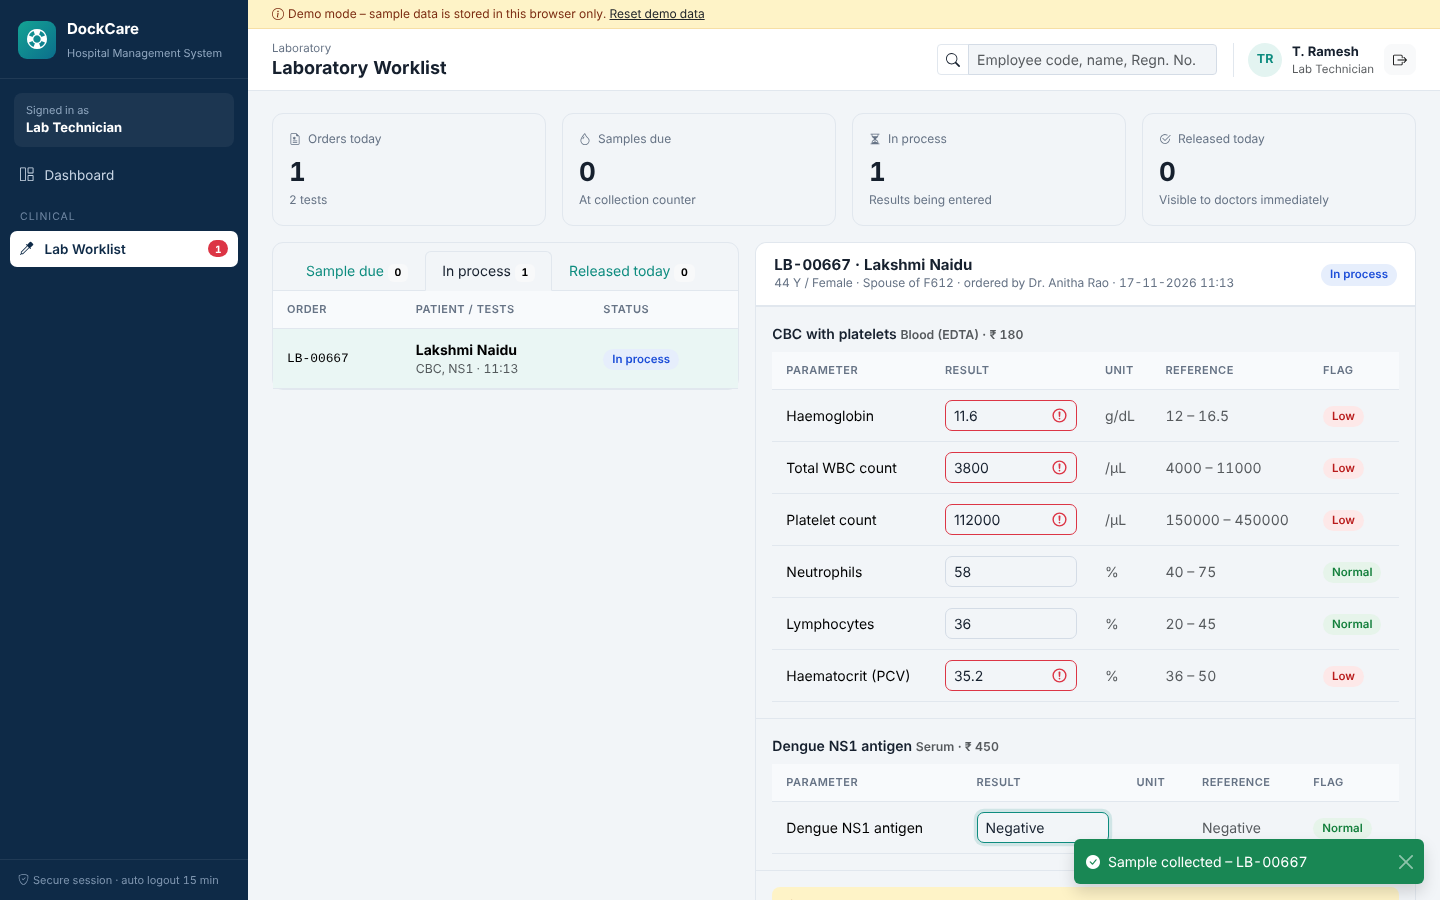 DockCare
Hospital Management System
Signed in as
Lab Technician
Dashboard
CLINICAL
Lab Worklist 1
Secure session · auto logout 15 min
Demo mode – sample data is stored in this browser only. Reset demo data
Laboratory
Laboratory Worklist
Employee code, name, Regn. No.
TR
T. Ramesh
Lab Technician
Orders today
1
2 tests
Samples due
0
At collection counter
In process
1
Results being entered
Released today
0
Visible to doctors immediately
Sample due 0 In process 1 Released today 0
ORDER PATIENT / TESTS STATUS
LB-00667 Lakshmi Naidu In process
CBC, NS1 · 11:13
LB-00667 · Lakshmi Naidu
44 Y / Female · Spouse of F612 · ordered by Dr. Anitha Rao · 17-11-2026 11:13
In process
CBC with platelets Blood (EDTA) · ₹ 180
PARAMETER RESULT UNIT REFERENCE FLAG
Haemoglobin 11.6 g/dL 12 – 16.5 Low
Total WBC count 3800 /µL 4000 – 11000 Low
Platelet count 112000 /µL 150000 – 450000 Low
Neutrophils 58 % 40 – 75 Normal
Lymphocytes 36 % 20 – 45 Normal
Haematocrit (PCV) 35.2 % 36 – 50 Low
Dengue NS1 antigen Serum · ₹ 450
PARAMETER RESULT UNIT REFERENCE FLAG
Dengue NS1 antigen Negative Negative Normal
Sample collected – LB-00667